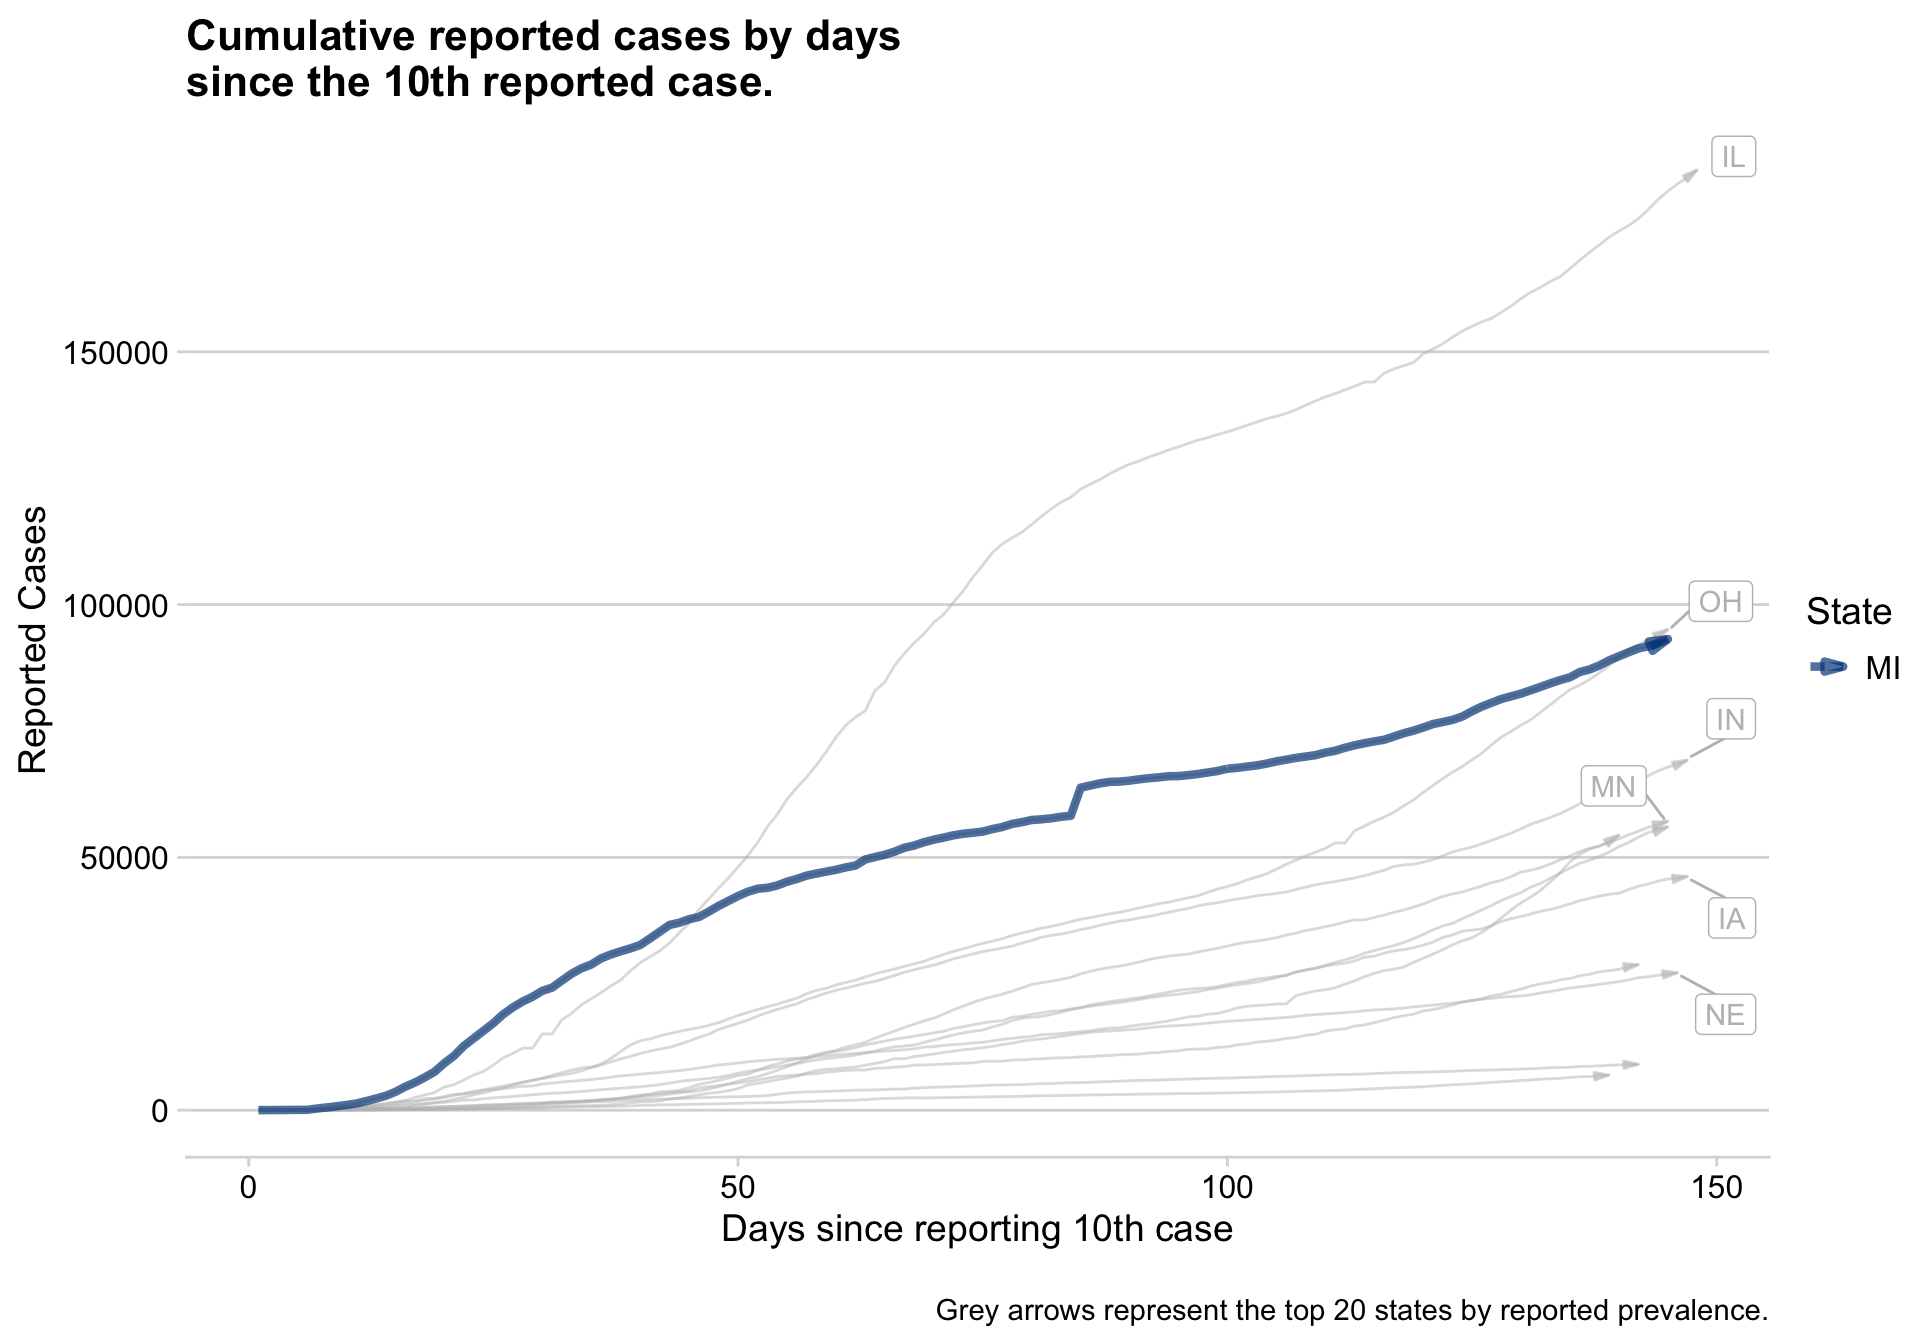 Cumulative reported cases by days
since the 10th reported case.
IL
150000
OH
100000
State
MI
IN
MN
50000
IA
NE
0
Reported Cases
0 50 100 150
Days since reporting 10th case
Grey arrows represent the top 20 states by reported prevalence.